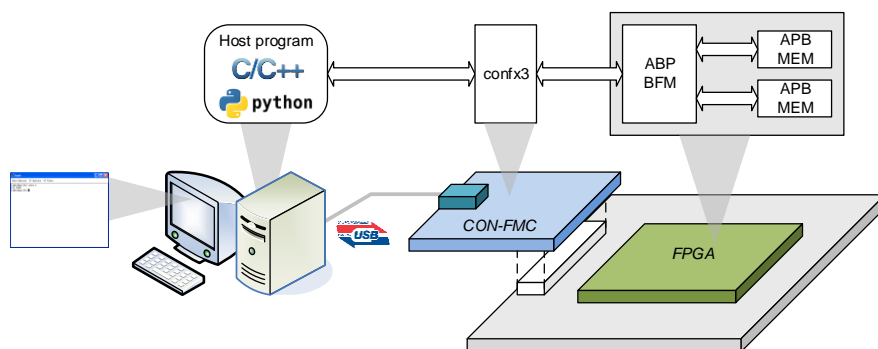 Host program
C/C++
python
confx3
ABP
BFM
APB
MEM
APB
MEM
USB
CON-FMC
FPGA